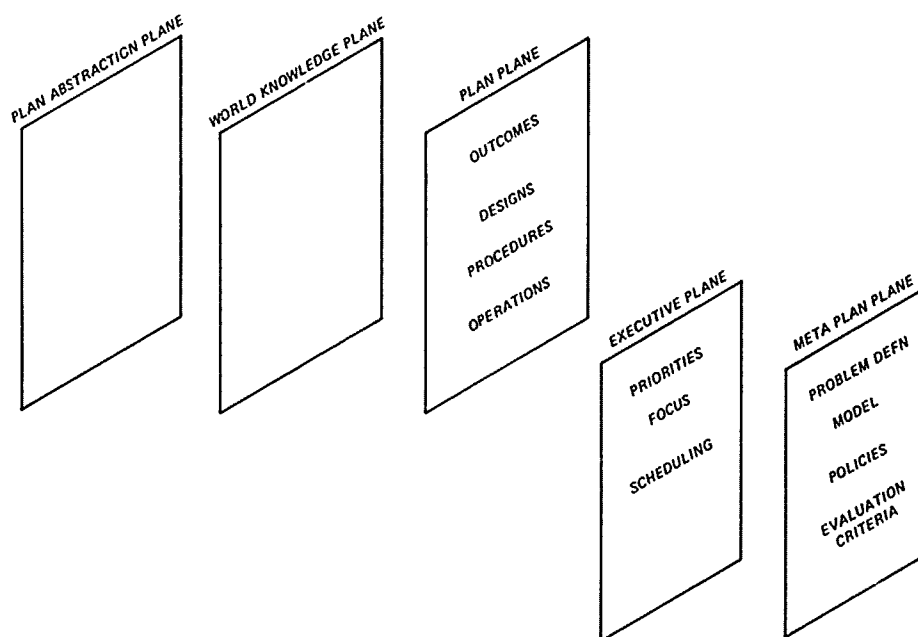 PLAN ABSTRACTION PLANE
WORLD KNOWLEDGE PLANE
PLAN PLANE
OUTCOMES
DESIGNS
PROCEDURES
OPERATIONS
EXECUTIVE PLANE
PRIORITIES
FOCUS
SCHEDULING
META PLAN PLANE
PROBLEM DEFN
MODEL
POLICIES
EVALUATION
CRITERIA